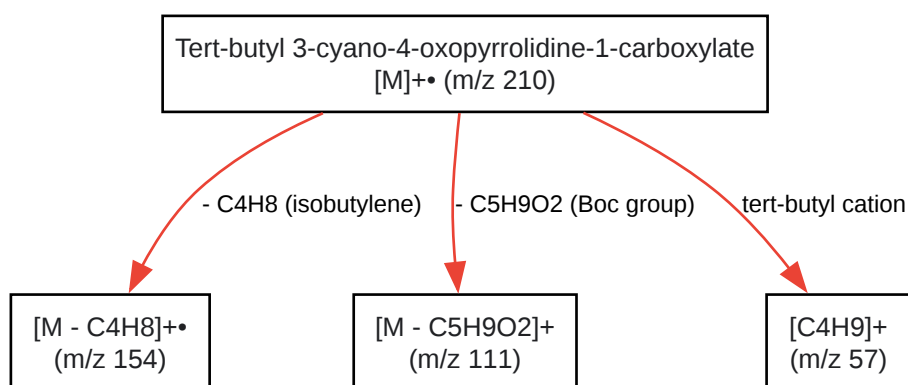 Tert-butyl 3-cyano-4-oxopyrrolidine-1-carboxylate
[M]+• (m/z 210)
- C4H8 (isobutylene)
- C5H9O2 (Boc group)
tert-butyl cation
[M - C4H8]+•
(m/z 154)
[M - C5H9O2]+
(m/z 111)
[C4H9]+
(m/z 57)